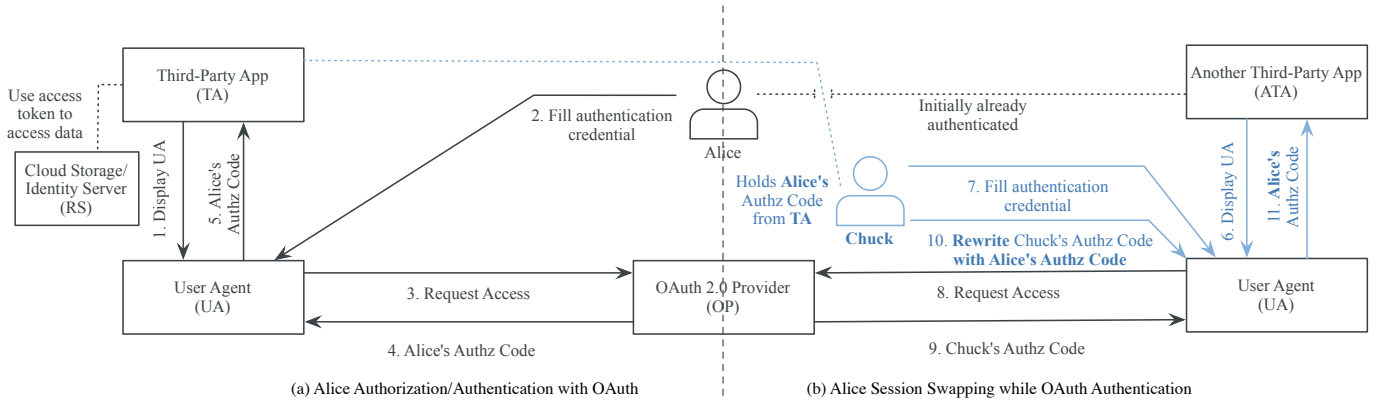 Third-Party App
(TA)
Use access
token to
access data
Cloud Storage/
Identity Server
(RS)
1. Display UA
5. Alice's
Authz Code
2. Fill authentication
credential
Alice
User Agent
(UA)
3. Request Access
4. Alice's Authz Code
OAuth 2.0 Provider
(OP)
Another Third-Party App
(ATA)
Initially already
authenticated
Holds Alice's
Authz Code
from TA
Chuck
7. Fill authentication
credential
10. Rewrite Chuck's Authz Code
with Alice's Authz Code
6. Display UA
11. Alice's
Authz Code
8. Request Access
9. Chuck's Authz Code
User Agent
(UA)
(a) Alice Authorization/Authentication with OAuth
(b) Alice Session Swapping while OAuth Authentication